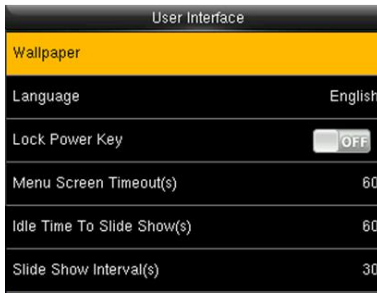 User Interface
Wallpaper
Language English
Lock Power Key OFF
Menu Screen Timeout(s) 60
Idle Time To Slide Show(s) 60
Slide Show Interval(s) 30